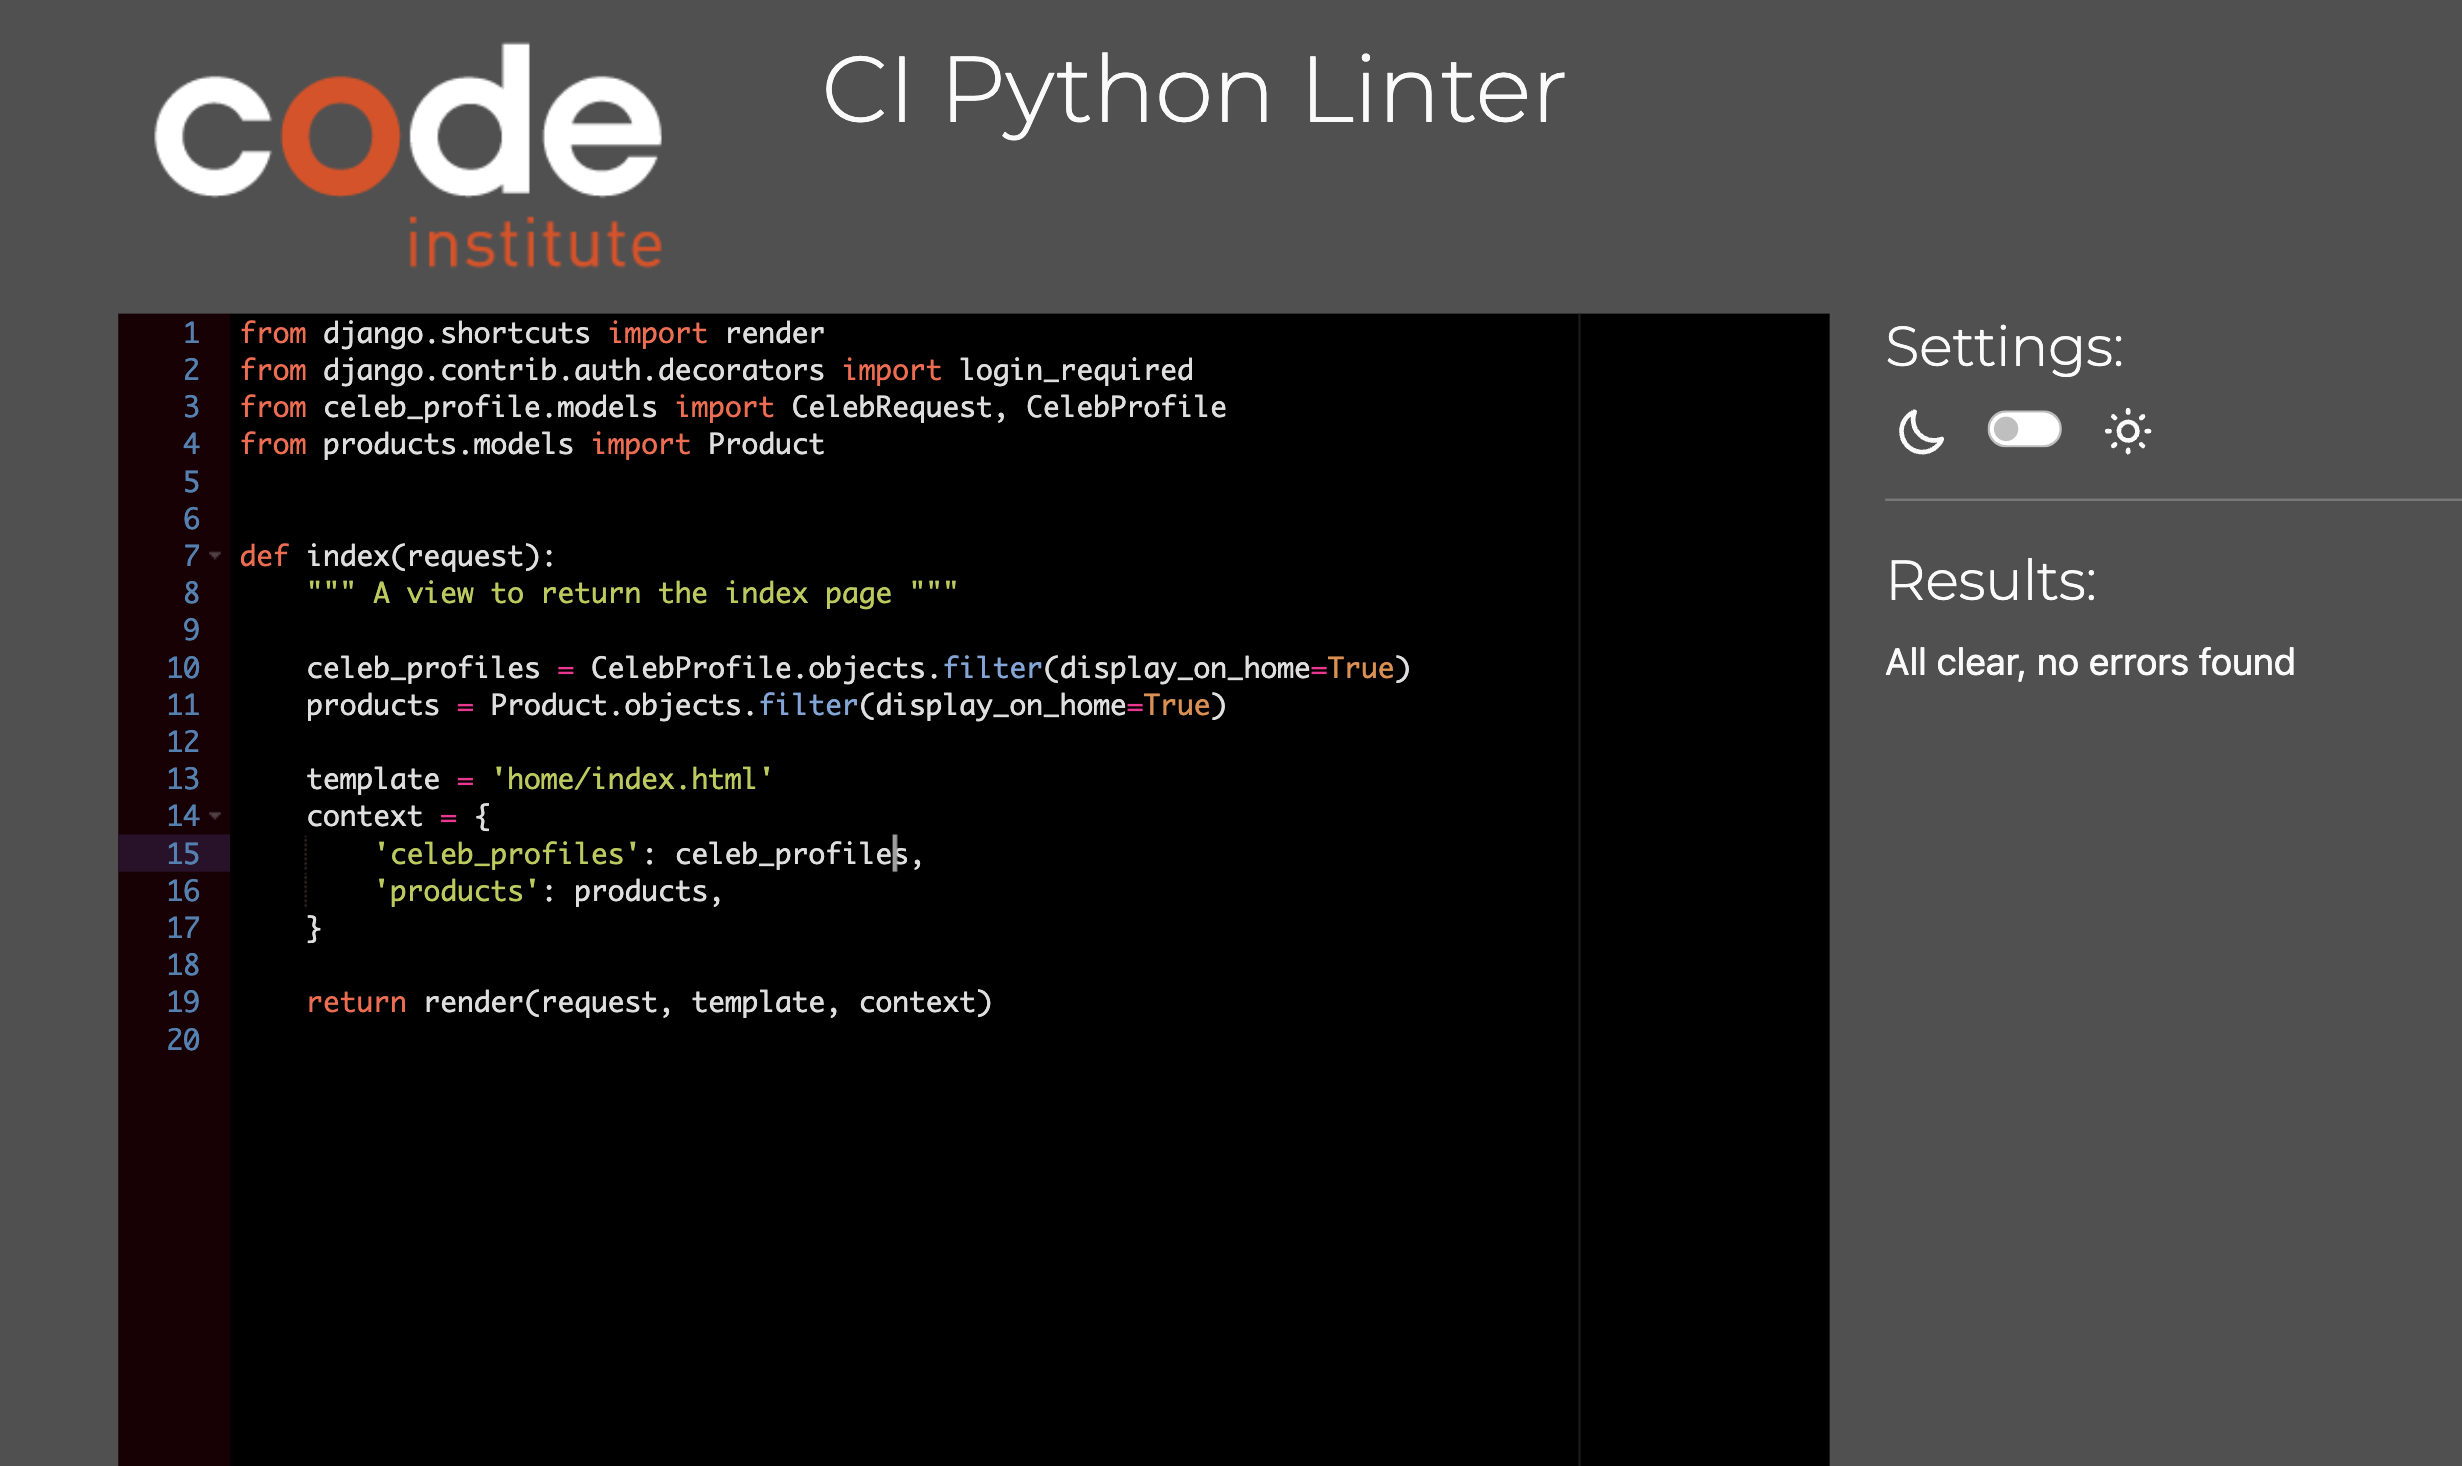 code
institute
CI Python Linter
1 from django.shortcuts import render
2 from django.contrib.auth.decorators import login_required
3 from celeb_profile.models import CelebRequest, CelebProfile
4 from products.models import Product
5
6
7 def index(request):
8     """ A view to return the index page """
9
10     celeb_profiles = CelebProfile.objects.filter(display_on_home=True)
11     products = Product.objects.filter(display_on_home=True)
12
13     template = 'home/index.html'
14     context = {
15         'celeb_profiles': celeb_profiles,
16         'products': products,
17     }
18
19     return render(request, template, context)
20
Settings:
Results:
All clear, no errors found